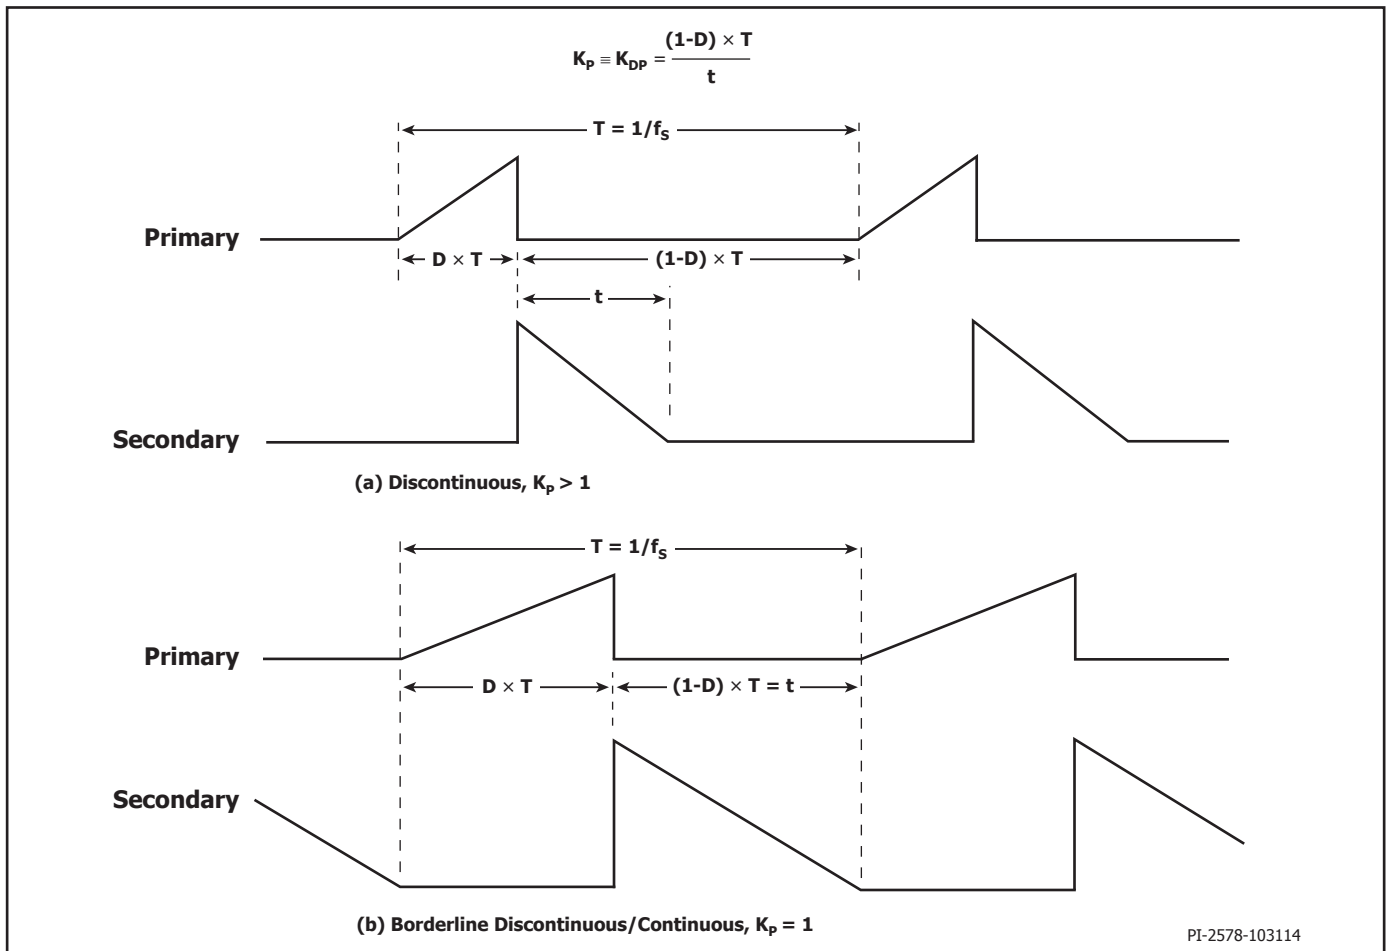 K_P ≡ K_DP = (1-D) × T / t
T = 1/f_S
Primary
D × T
(1-D) × T
t
Secondary
(a) Discontinuous, K_P > 1
T = 1/f_S
Primary
D × T
(1-D) × T = t
Secondary
(b) Borderline Discontinuous/Continuous, K_P = 1
PI-2578-103114